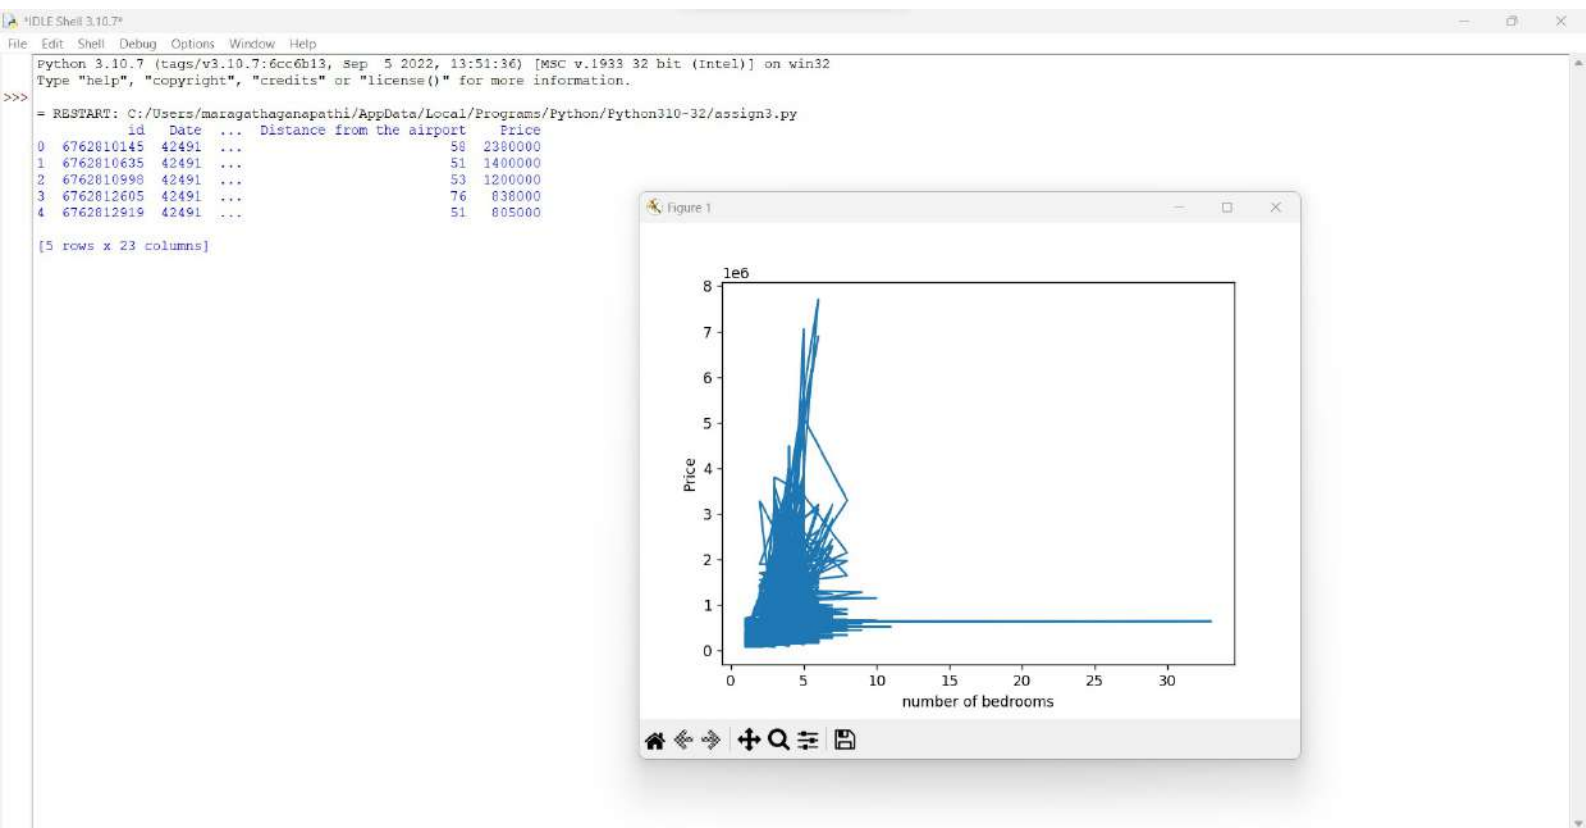 *IDLE Shell 3.10.7*
File Edit Shell Debug Options Window Help
Python 3.10.7 (tags/v3.10.7:6cc6b13, Sep  5 2022, 13:51:36) [MSC v.1933 32 bit (Intel)] on win32
Type "help", "copyright", "credits" or "license()" for more information.
>>>
= RESTART: C:/Users/maragathaganapathi/AppData/Local/Programs/Python/Python310-32/assign3.py
id Date ... Distance from the airport Price
0 6762810145 42491 ... 58 2380000
1 6762810635 42491 ... 51 1400000
2 6762810998 42491 ... 53 1200000
3 6762812605 42491 ... 76 838000
4 6762812919 42491 ... 51 805000
[5 rows x 23 columns]
Figure 1
1e6
8
7
6
5
4
3
2
1
0
Price
0 5 10 15 20 25 30
number of bedrooms